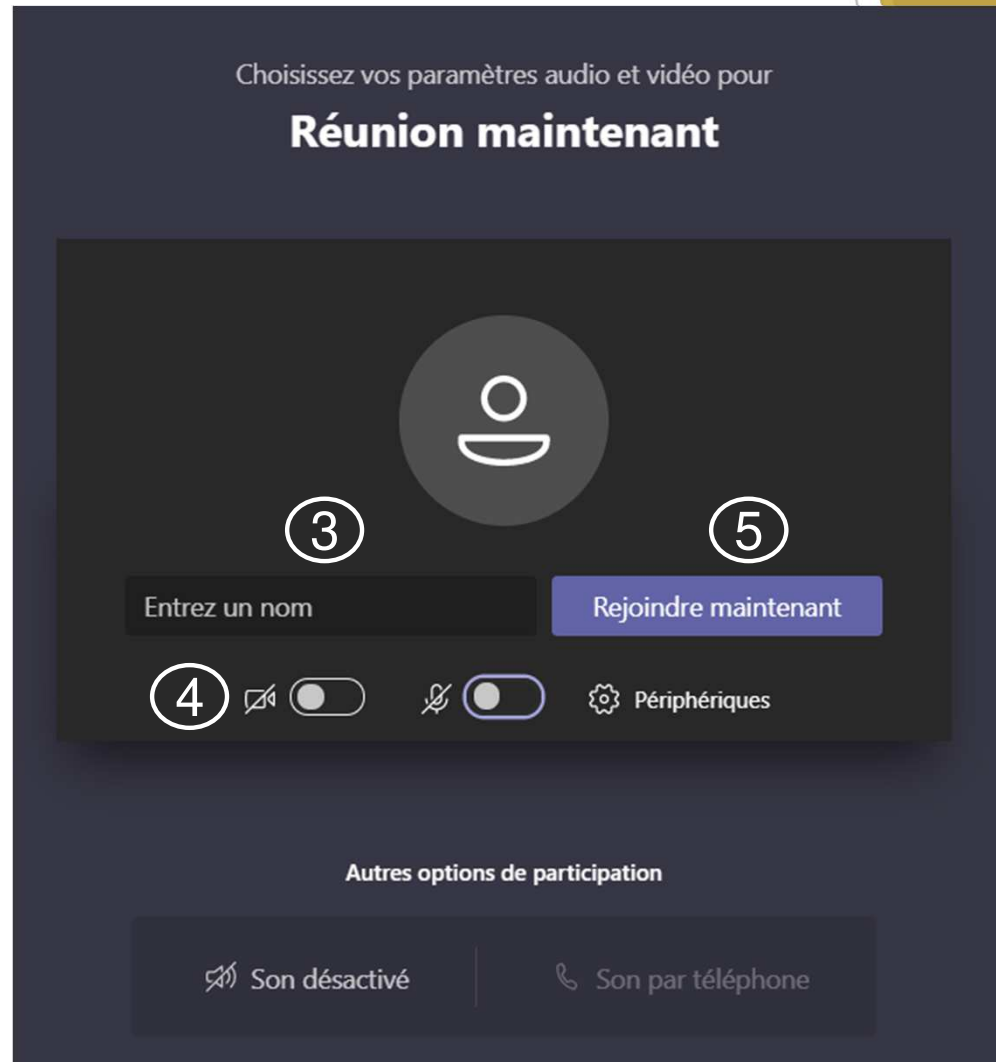 Choisissez vos paramètres audio et vidéo pour
Réunion maintenant
3
5
Entrez un nom
Rejoindre maintenant
4
Périphériques
Autres options de participation
Son désactivé
Son par téléphone